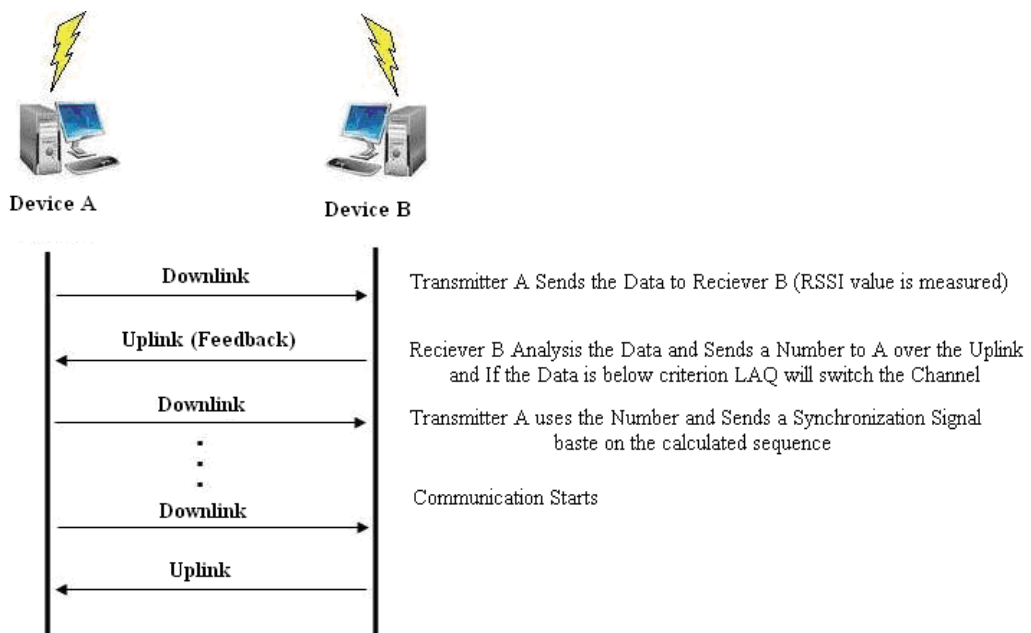 Device A
Device B
Downlink
Transmitter A Sends the Data to Reciever B (RSSI value is measured)
Uplink (Feedback)
Reciever B Analysis the Data and Sends a Number to A over the Uplink
and If the Data is below criterion LAQ will switch the Channel
Downlink
Transmitter A uses the Number and Sends a Synchronization Signal
baste on the calculated sequence
Communication Starts
Downlink
Uplink